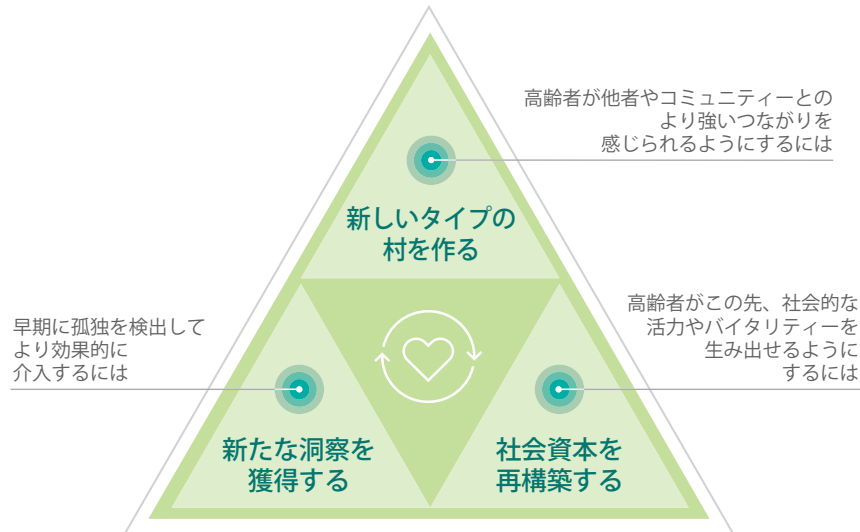 高齢者が他者やコミュニティーとの
より強いつながりを
感じられるようにするには
新しいタイプの
村を作る
早期に孤独を検出して
より効果的に
介入するには
高齢者がこの先、社会的な
活力やバイタリティーを
生み出せるように
するには
新たな洞察を
獲得する
社会資本を
再構築する